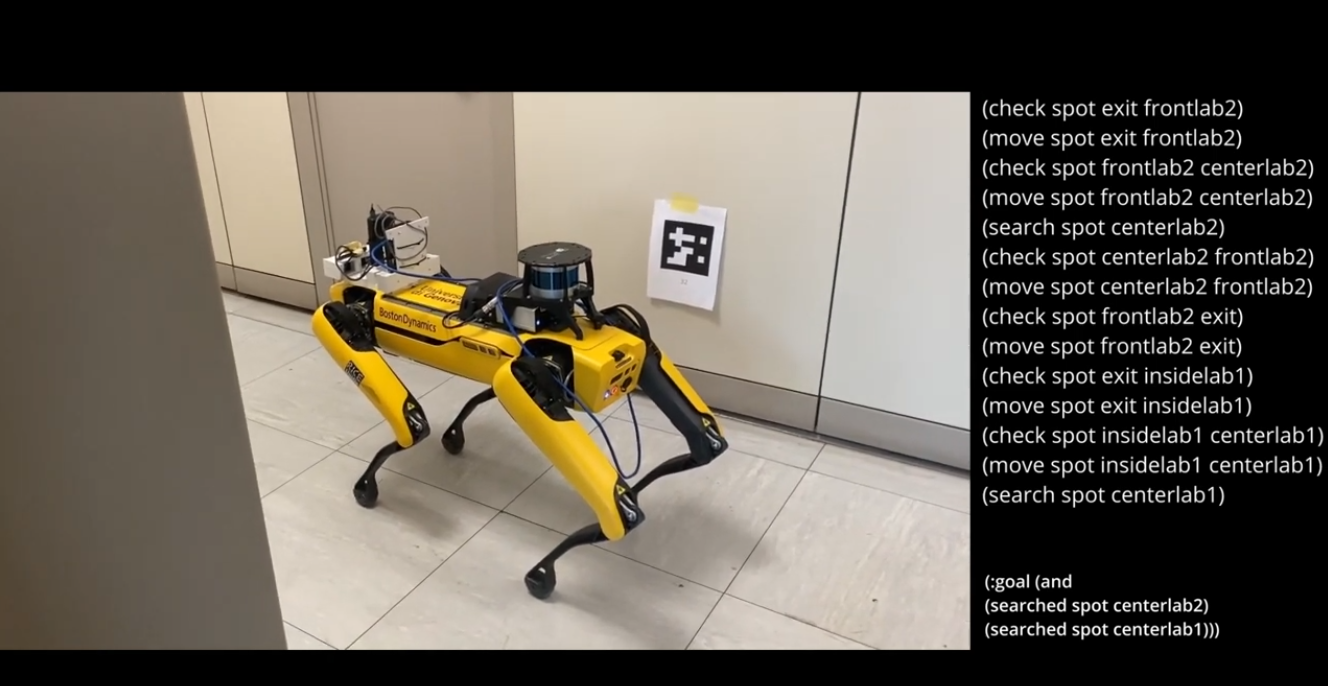 (check spot exit frontlab2)
(move spot exit frontlab2)
(check spot frontlab2 centerlab2)
(move spot frontlab2 centerlab2)
(search spot centerlab2)
(check spot centerlab2 frontlab2)
(move spot centerlab2 frontlab2)
(check spot frontlab2 exit)
(move spot frontlab2 exit)
(check spot exit insidelab1)
(move spot exit insidelab1)
(check spot insidelab1 centerlab1)
(move spot insidelab1 centerlab1)
(search spot centerlab1)
(:goal (and
(searched spot centerlab2)
(searched spot centerlab1)))
BostonDynamics